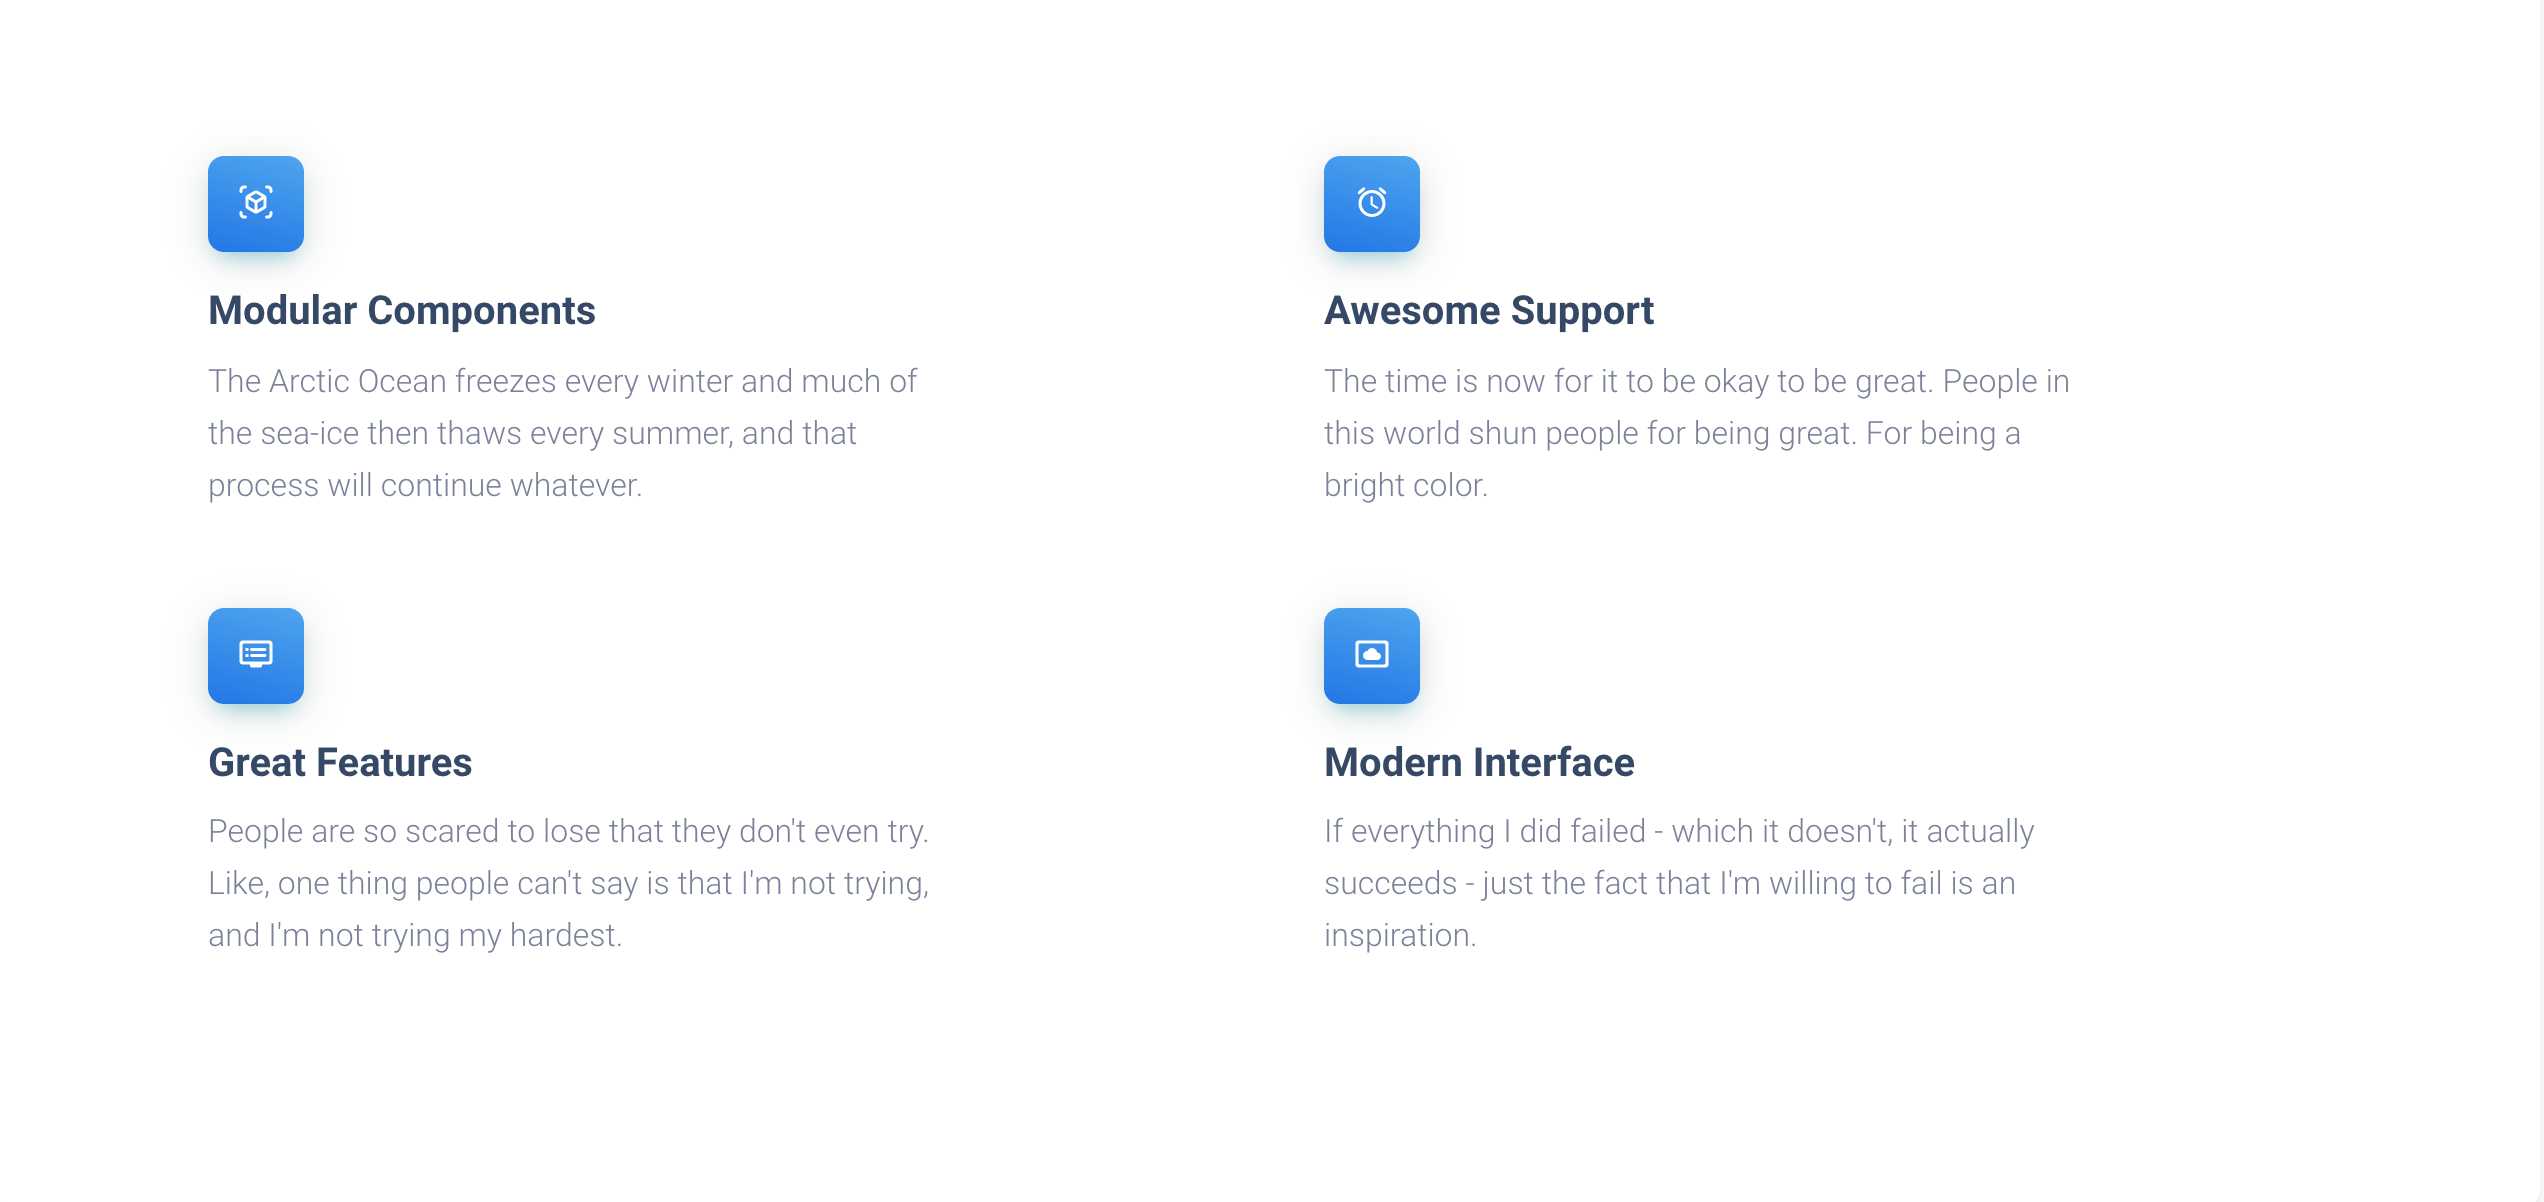 Modular Components
The Arctic Ocean freezes every winter and much of
the sea-ice then thaws every summer, and that
process will continue whatever.
Awesome Support
The time is now for it to be okay to be great. People in
this world shun people for being great. For being a
bright color.
Great Features
People are so scared to lose that they don't even try.
Like, one thing people can't say is that I'm not trying,
and I'm not trying my hardest.
Modern Interface
If everything I did failed - which it doesn't, it actually
succeeds - just the fact that I'm willing to fail is an
inspiration.